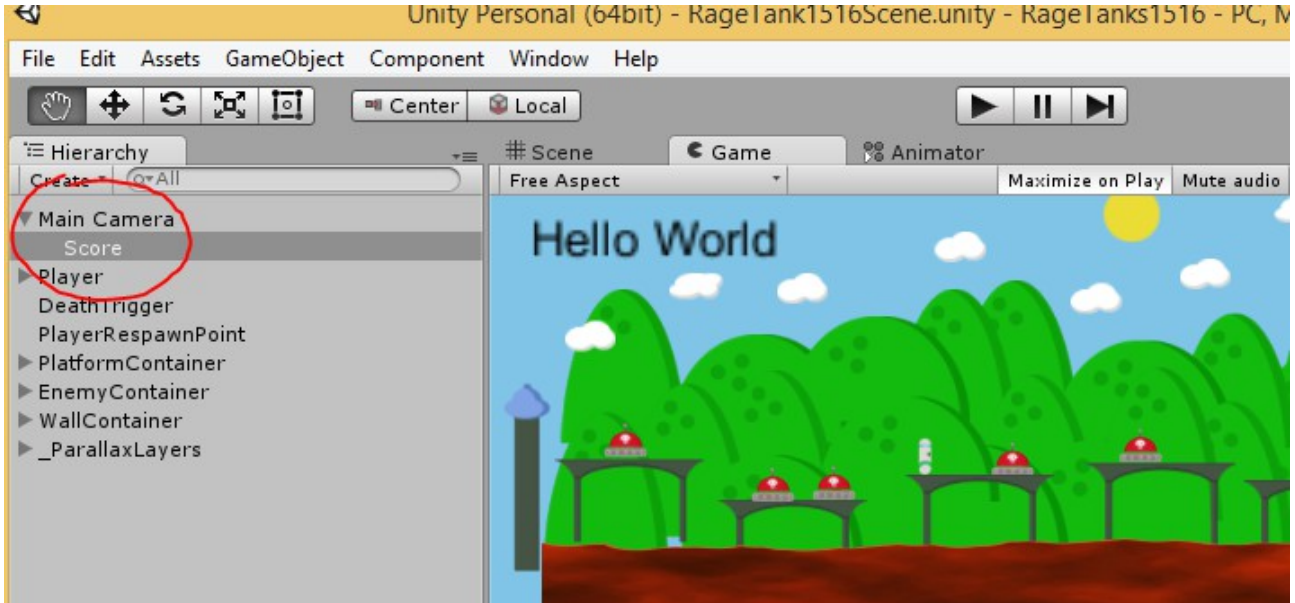 Unity Personal (64bit) - RageTank1516Scene.unity - RageTanks1516 - PC, M
File Edit Assets GameObject Component Window Help
Center Local
Hierarchy
Scene Game Animator
Create All
Free Aspect Maximize on Play Mute audio
Main Camera
Score
Player
DeathTrigger
PlayerRespawnPoint
PlatformContainer
EnemyContainer
WallContainer
_ParallaxLayers
Hello World